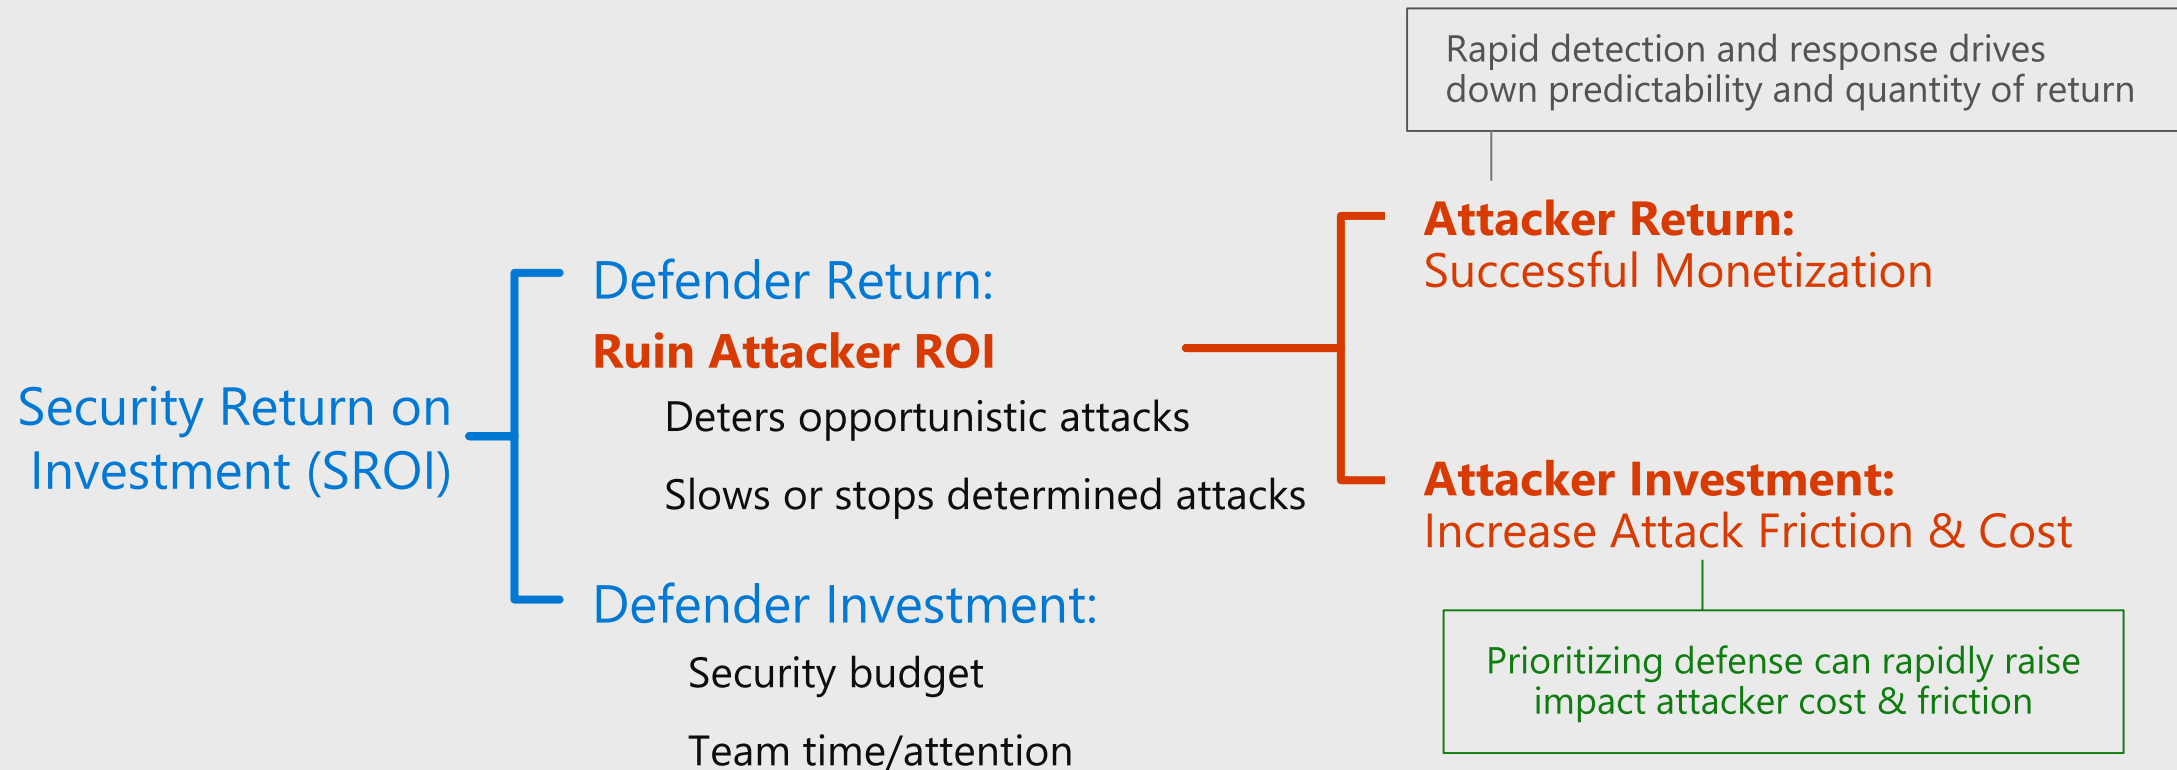 Security Return on
Investment (SROI)
Defender Return:
Ruin Attacker ROI
Deters opportunistic attacks
Slows or stops determined attacks
Defender Investment:
Security budget
Team time/attention
Rapid detection and response drives
down predictability and quantity of return
Attacker Return:
Successful Monetization
Attacker Investment:
Increase Attack Friction & Cost
Prioritizing defense can rapidly raise
impact attacker cost & friction